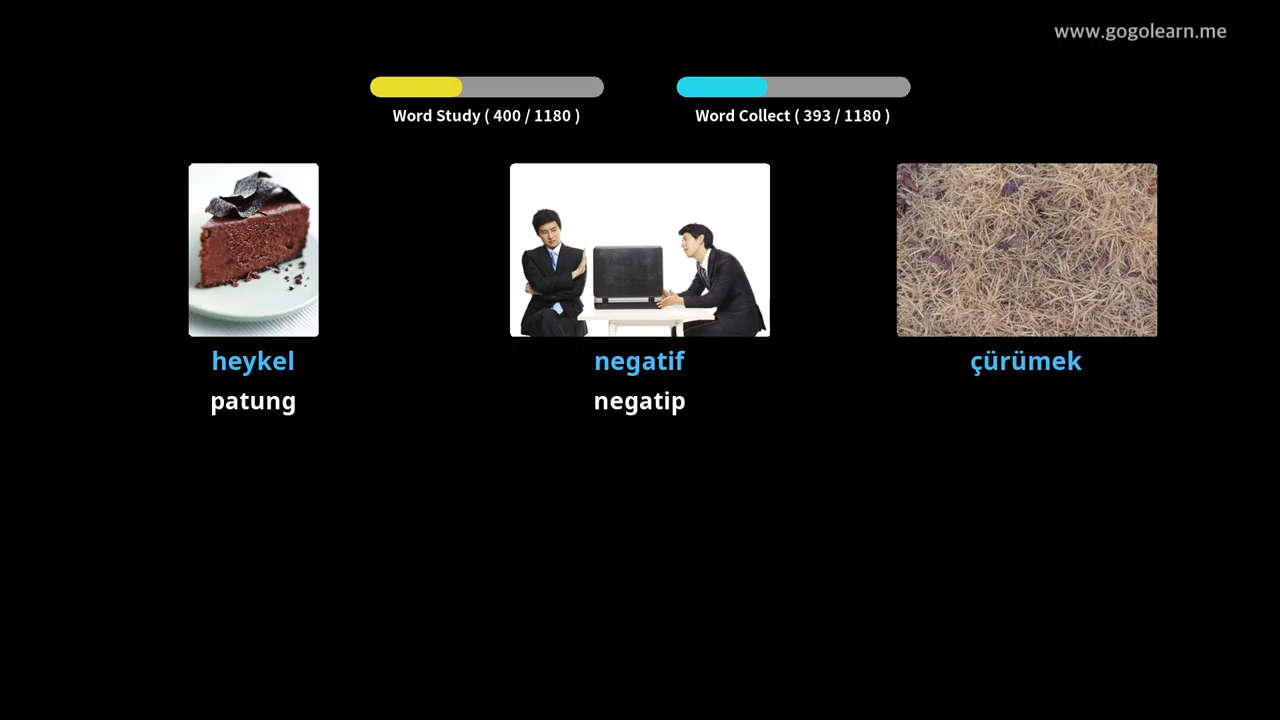 www.gogolearn.me
Word Study ( 400 / 1180 )
Word Collect ( 393 / 1180 )
heykel
patung
negatif
negatip
çürümek